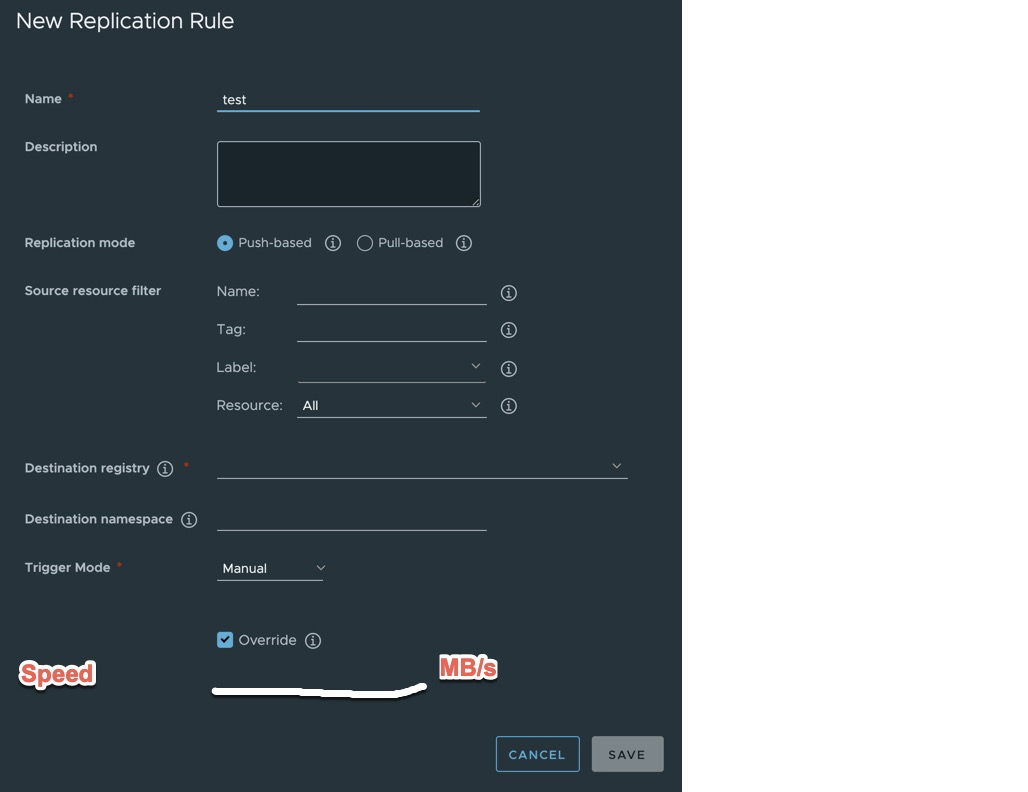 New Replication Rule
Name *
test
Description
Replication mode
Push-based
Pull-based
Source resource filter
Name:
Tag:
Label:
Resource: All
Destination registry *
Destination namespace
Trigger Mode * Manual
Override
Speed
MB/s
CANCEL
SAVE